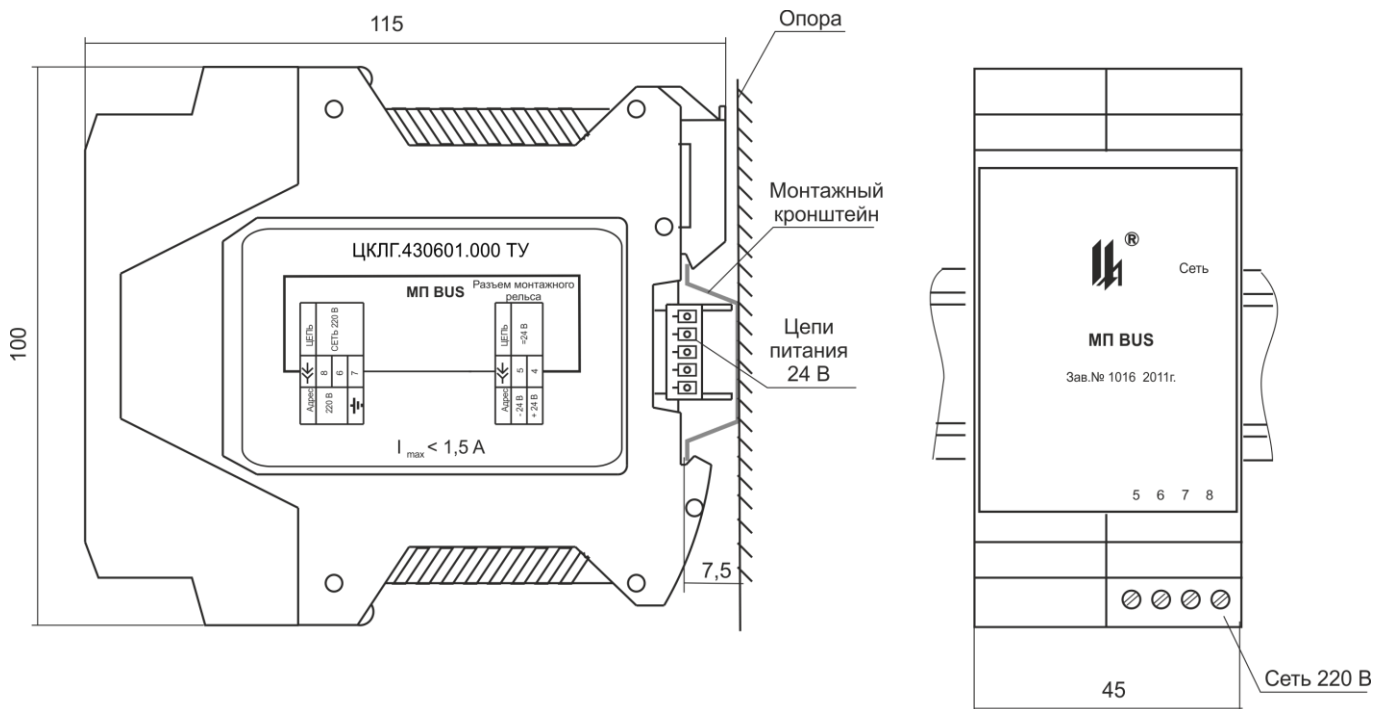 115
Опора
100
ЦКЛГ.430601.000 ТУ
МП BUS
Разъем монтажного
рельса
Адрес
ЦЕПЬ
220 В
8
СЕТЬ 220 В
6
7
Адрес
ЦЕПЬ
- 24 В
5
=24 В
+ 24 В
4
I max < 1,5 А
Монтажный
кронштейн
Цепи
питания
24 В
7,5
®
Сеть
МП BUS
Зав.№ 1016 2011г.
5 6 7 8
45
Сеть 220 В